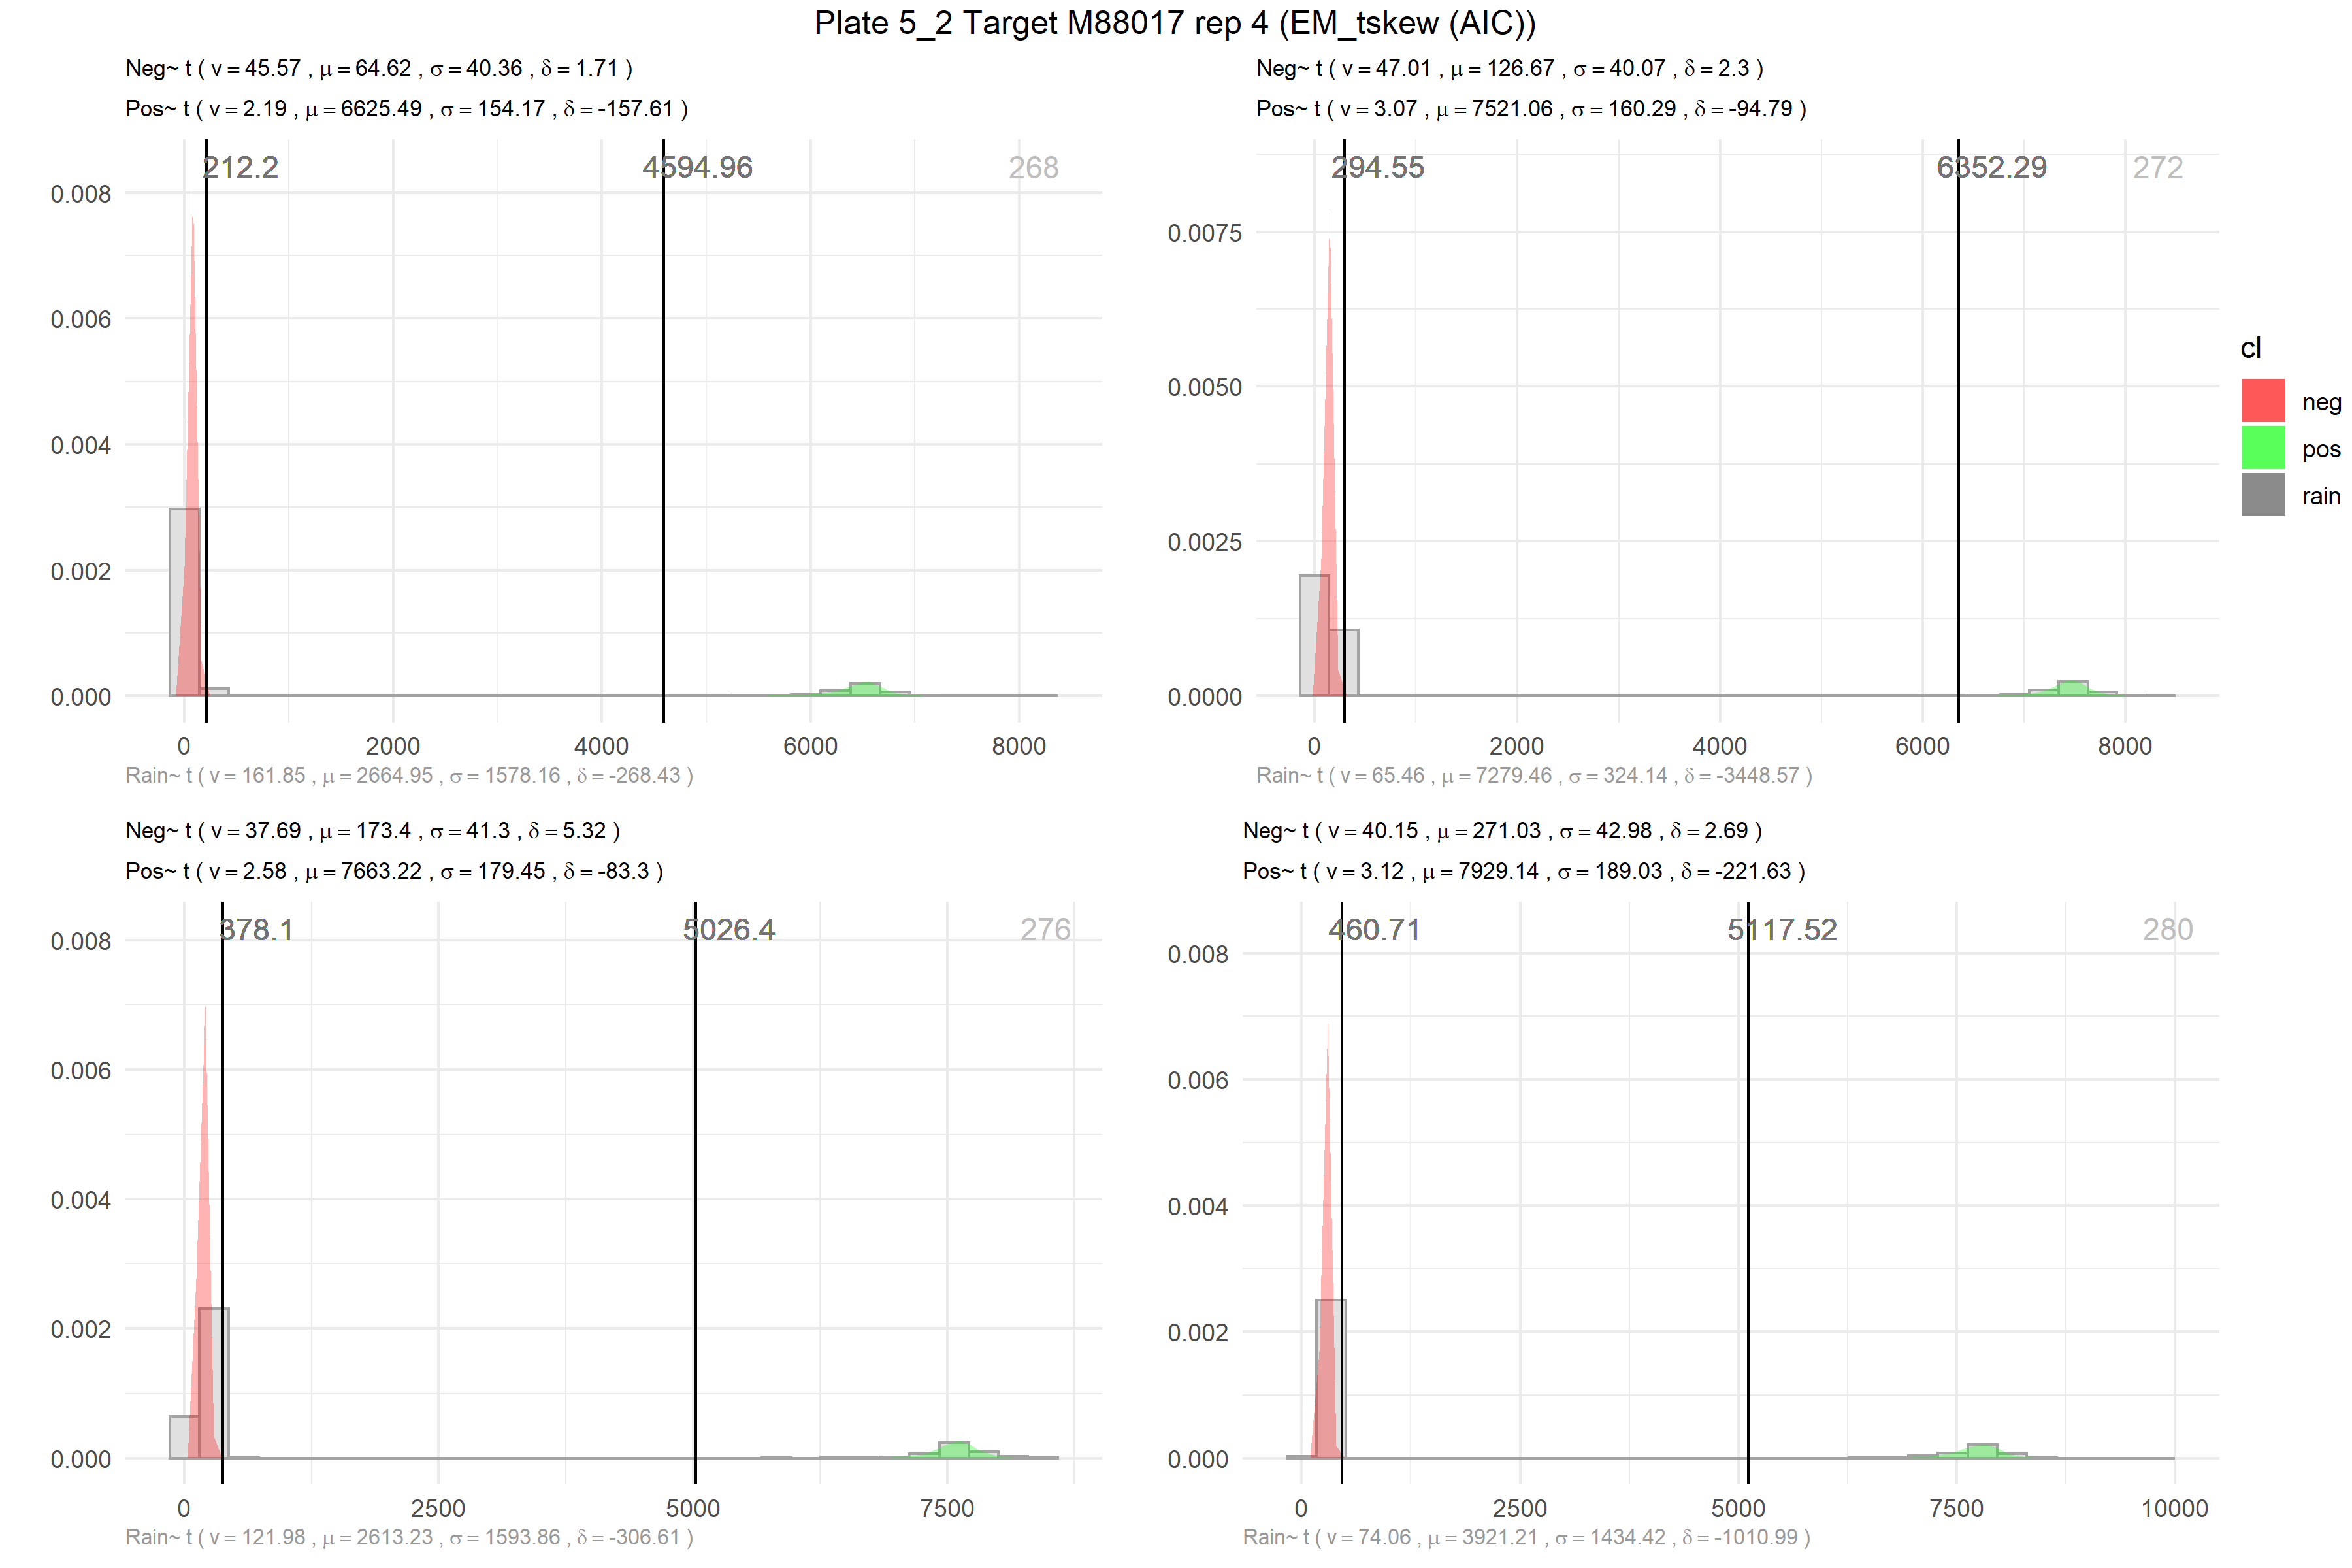 Plate 5_2 Target M88017 rep 4 (EM_tskew (AIC))
Neg~ t ( ν = 45.57 , μ = 64.62 , σ = 40.36 , δ = 1.71 )
Pos~ t ( ν = 2.19 , μ = 6625.49 , σ = 154.17 , δ = -157.61 )
212.2 4594.96 268
0.008
0.006
0.004
0.002
0.000
0 2000 4000 6000 8000
Rain~ t ( ν = 161.85 , μ = 2664.95 , σ = 1578.16 , δ = -268.43 )
Neg~ t ( ν = 47.01 , μ = 126.67 , σ = 40.07 , δ = 2.3 )
Pos~ t ( ν = 3.07 , μ = 7521.06 , σ = 160.29 , δ = -94.79 )
294.55 6352.29 272
0.0075
0.0050
0.0025
0.0000
0 2000 4000 6000 8000
Rain~ t ( ν = 65.46 , μ = 7279.46 , σ = 324.14 , δ = -3448.57 )
cl
neg
pos
rain
Neg~ t ( ν = 37.69 , μ = 173.4 , σ = 41.3 , δ = 5.32 )
Pos~ t ( ν = 2.58 , μ = 7663.22 , σ = 179.45 , δ = -83.3 )
378.1 5026.4 276
0.008
0.006
0.004
0.002
0.000
0 2500 5000 7500
Rain~ t ( ν = 121.98 , μ = 2613.23 , σ = 1593.86 , δ = -306.61 )
Neg~ t ( ν = 40.15 , μ = 271.03 , σ = 42.98 , δ = 2.69 )
Pos~ t ( ν = 3.12 , μ = 7929.14 , σ = 189.03 , δ = -221.63 )
460.71 5117.52 280
0.008
0.006
0.004
0.002
0.000
0 2500 5000 7500 10000
Rain~ t ( ν = 74.06 , μ = 3921.21 , σ = 1434.42 , δ = -1010.99 )